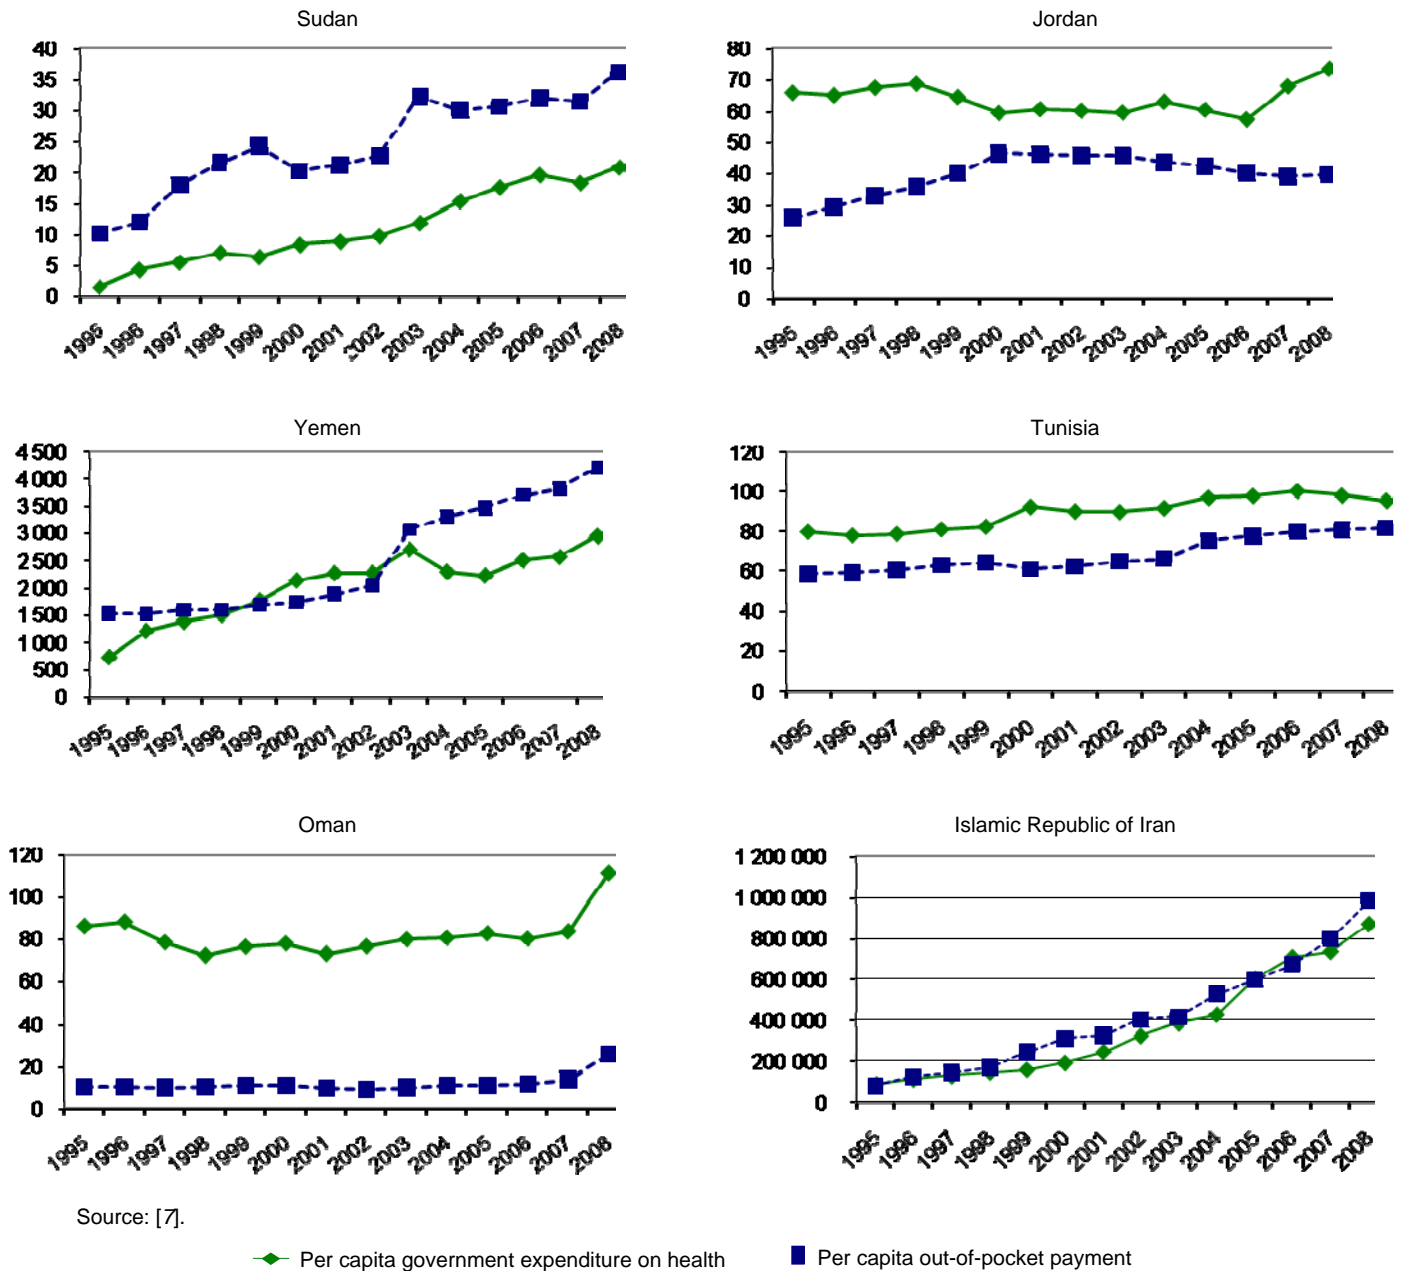 Sudan
40
35
30
25
20
15
10
5
0
1995 1996 1997 1998 1999 2000 2001 2002 2003 2004 2005 2006 2007 2008
Jordan
80
70
60
50
40
30
20
10
0
1995 1996 1997 1998 1999 2000 2001 2002 2003 2004 2005 2006 2007 2008
Yemen
4 500
4 000
3 500
3 000
2 500
2 000
1 500
1 000
500
0
1995 1996 1997 1998 1999 2000 2001 2002 2003 2004 2005 2006 2007 2008
Tunisia
120
100
80
60
40
20
0
1995 1996 1997 1998 1999 2000 2001 2002 2003 2004 2005 2006 2007 2008
Oman
120
100
80
60
40
20
0
1995 1996 1997 1998 1999 2000 2001 2002 2003 2004 2005 2006 2007 2008
Islamic Republic of Iran
1 200 000
1 000 000
800 000
600 000
400 000
200 000
0
1995 1996 1997 1998 1999 2000 2001 2002 2003 2004 2005 2006 2007 2008
Source: [7].
Per capita government expenditure on health
Per capita out-of-pocket payment